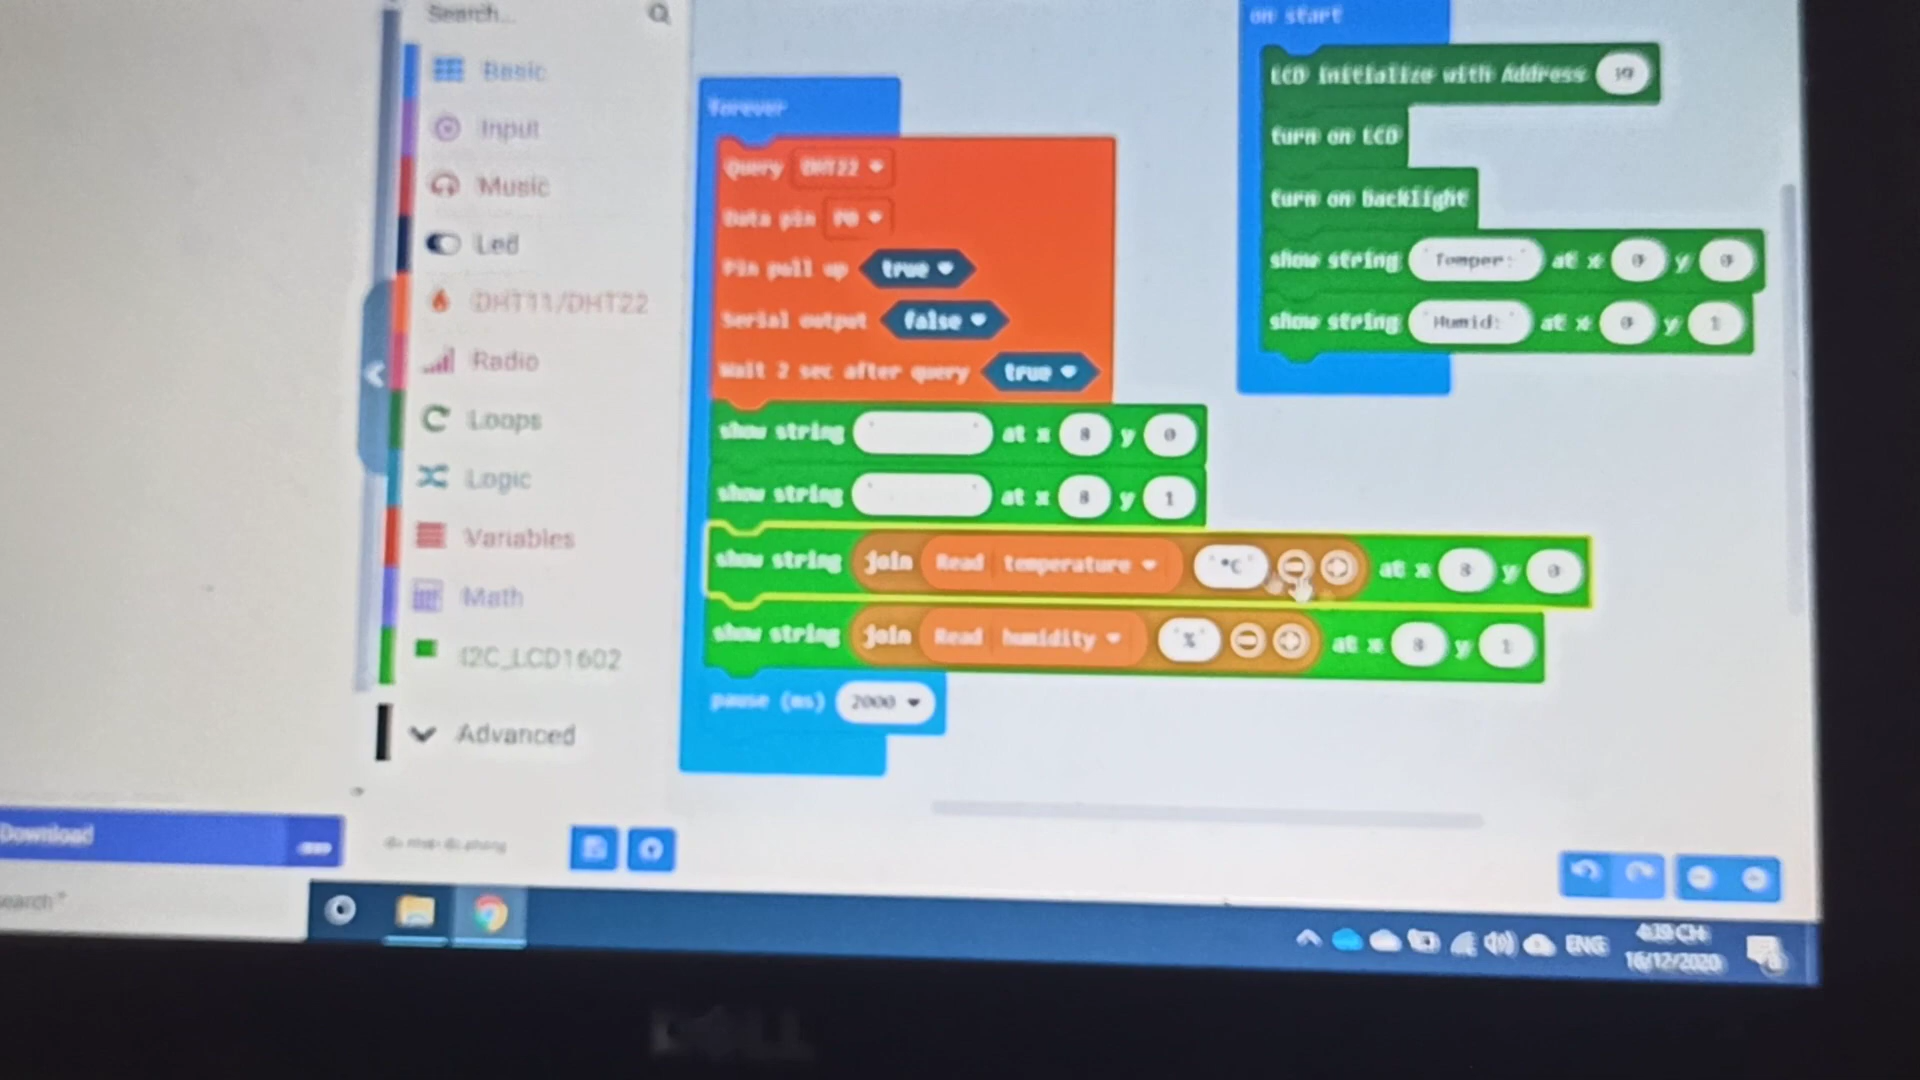 Search...
Basic
Input
Music
Led
DHT11/DHT22
Radio
Loops
Logic
Variables
Math
I2C_LCD1602
Advanced
forever
Query DHT22
Data pin P0
Pin pull up true
Serial output false
Wait 2 sec after query true
show string " " at x 8 y 0
show string " " at x 8 y 1
show string join Read temperature "°C" at x 8 y 0
show string join Read humidity "%" at x 8 y 1
pause (ms) 2000
on start
LCD initialize with Address
turn on LCD
turn on backlight
show string "Temper:" at x 0 y 0
show string "Humid:" at x 0 y 1
Download
ENG
4:39 CH
16/12/2020
DELL